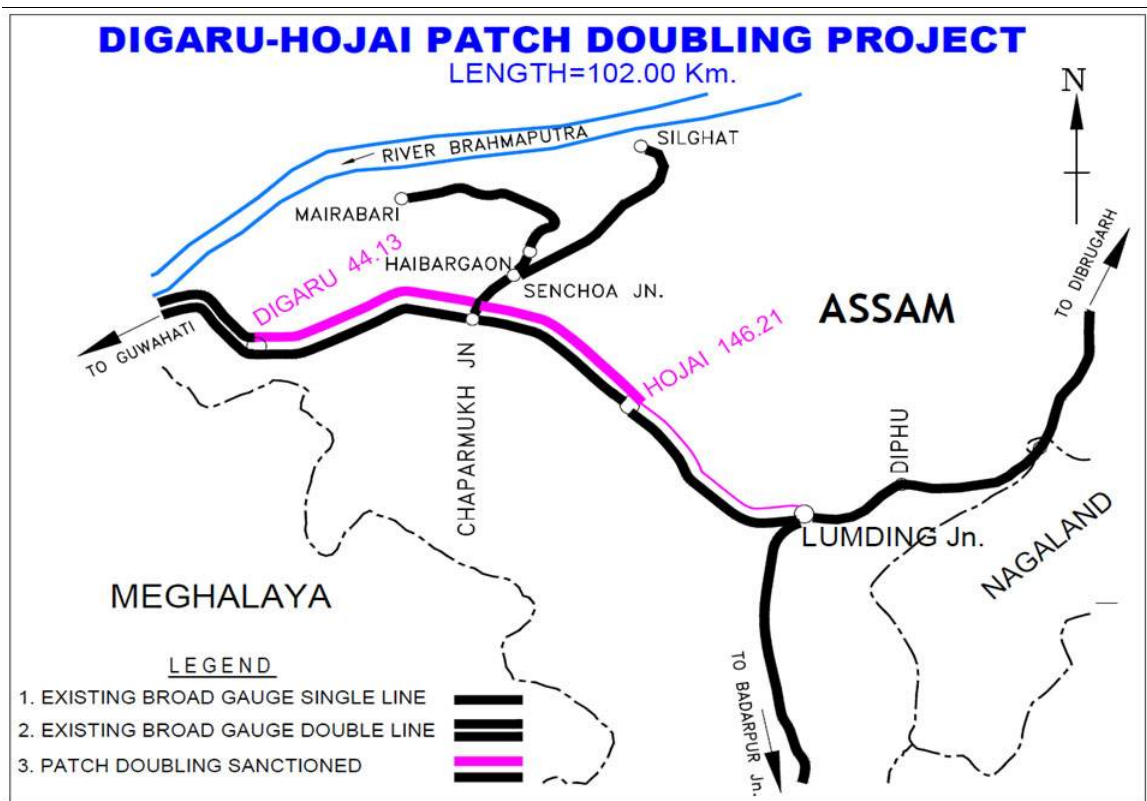 DIGARU-HOJAI PATCH DOUBLING PROJECT
LENGTH=102.00 Km.
N
RIVER BRAHMAPUTRA
SILGHAT
MAIRABARI
HAIBARGAON
SENCHOA JN.
DIGARU 44.13
TO GUWAHATI
CHAPARMUKH JN
HOJAI 146.21
ASSAM
TO DIBRUGARH
DIPHU
LUMDING Jn.
NAGALAND
MEGHALAYA
TO BADARPUR Jn.
LEGEND
1. EXISTING BROAD GAUGE SINGLE LINE
2. EXISTING BROAD GAUGE DOUBLE LINE
3. PATCH DOUBLING SANCTIONED